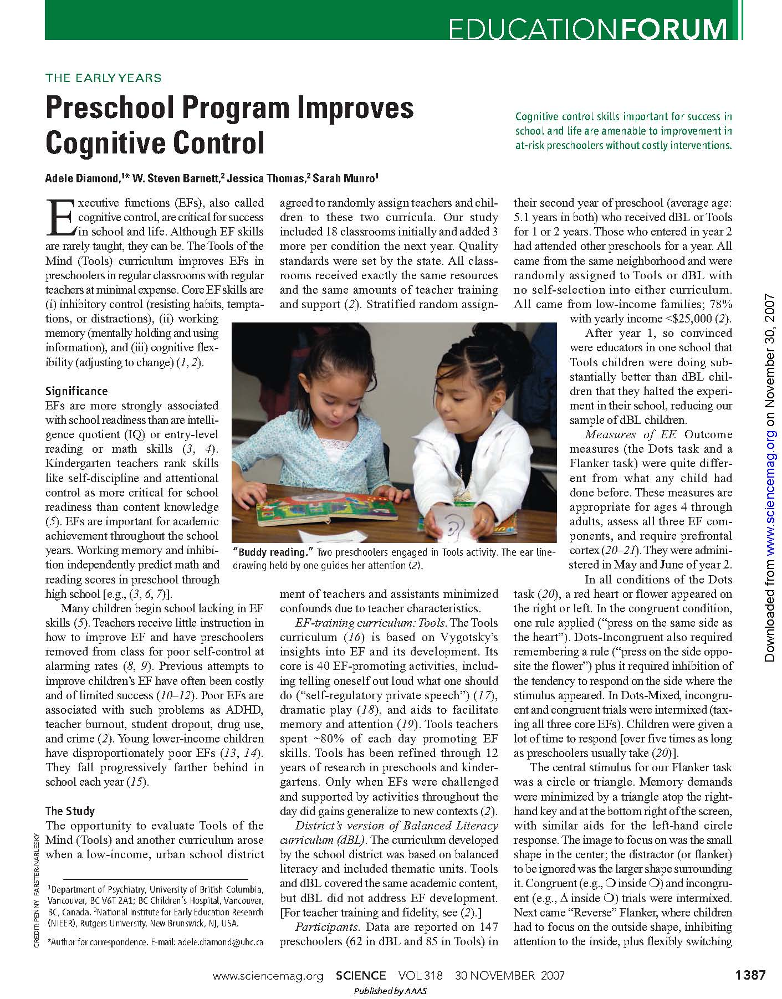 EDUCATIONFORUM
THE EARLY YEARS
Preschool Program Improves
Cognitive Control
Cognitive control skills important for success in
school and life are amenable to improvement in
at-risk preschoolers without costly interventions.
Adele Diamond,1* W. Steven Barnett,2 Jessica Thomas,2 Sarah Munro1
Executive functions (EFs), also called
cognitive control, are critical for success
in school and life. Although EF skills
are rarely taught, they can be. The Tools of the
Mind (Tools) curriculum improves EFs in
preschoolers in regular classrooms with regular
teachers at minimal expense. Core EF skills are
(i) inhibitory control (resisting habits, tempta-
tions, or distractions), (ii) working
memory (mentally holding and using
information), and (iii) cognitive flex-
ibility (adjusting to change) (1, 2).
Significance
EFs are more strongly associated
with school readiness than are intelli-
gence quotient (IQ) or entry-level
reading or math skills (3, 4).
Kindergarten teachers rank skills
like self-discipline and attentional
control as more critical for school
readiness than content knowledge
(5). EFs are important for academic
achievement throughout the school
years. Working memory and inhibi-
tion independently predict math and
reading scores in preschool through
high school [e.g., (3, 6, 7)].
Many children begin school lacking in EF
skills (5). Teachers receive little instruction in
how to improve EF and have preschoolers
removed from class for poor self-control at
alarming rates (8, 9). Previous attempts to
improve children's EF have often been costly
and of limited success (10–12). Poor EFs are
associated with such problems as ADHD,
teacher burnout, student dropout, drug use,
and crime (2). Young lower-income children
have disproportionately poor EFs (13, 14).
They fall progressively farther behind in
school each year (15).
The Study
The opportunity to evaluate Tools of the
Mind (Tools) and another curriculum arose
when a low-income, urban school district
1Department of Psychiatry, University of British Columbia,
Vancouver, BC V6T 2A1; BC Children's Hospital, Vancouver,
BC, Canada. 2National Institute for Early Education Research
(NIEER), Rutgers University, New Brunswick, NJ, USA.
*Author for correspondence. E-mail: adele.diamond@ubc.ca
CREDIT: PENNY FARSTER-NARLESKY
agreed to randomly assign teachers and chil-
dren to these two curricula. Our study
included 18 classrooms initially and added 3
more per condition the next year. Quality
standards were set by the state. All class-
rooms received exactly the same resources
and the same amounts of teacher training
and support (2). Stratified random assign-
"Buddy reading." Two preschoolers engaged in Tools activity. The ear line-
drawing held by one guides her attention (2).
ment of teachers and assistants minimized
confounds due to teacher characteristics.
EF-training curriculum: Tools. The Tools
curriculum (16) is based on Vygotsky's
insights into EF and its development. Its
core is 40 EF-promoting activities, includ-
ing telling oneself out loud what one should
do ("self-regulatory private speech") (17),
dramatic play (18), and aids to facilitate
memory and attention (19). Tools teachers
spent ~80% of each day promoting EF
skills. Tools has been refined through 12
years of research in preschools and kinder-
gartens. Only when EFs were challenged
and supported by activities throughout the
day did gains generalize to new contexts (2).
District's version of Balanced Literacy
curriculum (dBL). The curriculum developed
by the school district was based on balanced
literacy and included thematic units. Tools
and dBL covered the same academic content,
but dBL did not address EF development.
[For teacher training and fidelity, see (2).]
Participants. Data are reported on 147
preschoolers (62 in dBL and 85 in Tools) in
their second year of preschool (average age:
5.1 years in both) who received dBL or Tools
for 1 or 2 years. Those who entered in year 2
had attended other preschools for a year. All
came from the same neighborhood and were
randomly assigned to Tools or dBL with
no self-selection into either curriculum.
All came from low-income families; 78%
with yearly income <$25,000 (2).
After year 1, so convinced
were educators in one school that
Tools children were doing sub-
stantially better than dBL chil-
dren that they halted the experi-
ment in their school, reducing our
sample of dBL children.
Measures of EF. Outcome
measures (the Dots task and a
Flanker task) were quite differ-
ent from what any child had
done before. These measures are
appropriate for ages 4 through
adults, assess all three EF com-
ponents, and require prefrontal
cortex (20–21). They were admini-
stered in May and June of year 2.
In all conditions of the Dots
task (20), a red heart or flower appeared on
the right or left. In the congruent condition,
one rule applied ("press on the same side as
the heart"). Dots-Incongruent also required
remembering a rule ("press on the side oppo-
site the flower") plus it required inhibition of
the tendency to respond on the side where the
stimulus appeared. In Dots-Mixed, incongru-
ent and congruent trials were intermixed (tax-
ing all three core EFs). Children were given a
lot of time to respond [over five times as long
as preschoolers usually take (20)].
The central stimulus for our Flanker task
was a circle or triangle. Memory demands
were minimized by a triangle atop the right-
hand key and at the bottom right of the screen,
with similar aids for the left-hand circle
response. The image to focus on was the small
shape in the center; the distractor (or flanker)
to be ignored was the larger shape surrounding
it. Congruent (e.g., ❍ inside ❍) and incongru-
ent (e.g., Δ inside ❍) trials were intermixed.
Next came "Reverse" Flanker, where children
had to focus on the outside shape, inhibiting
attention to the inside, plus flexibly switching
Downloaded from www.sciencemag.org on November 30, 2007
www.sciencemag.org SCIENCE VOL 318 30 NOVEMBER 2007 1387
Published by AAAS